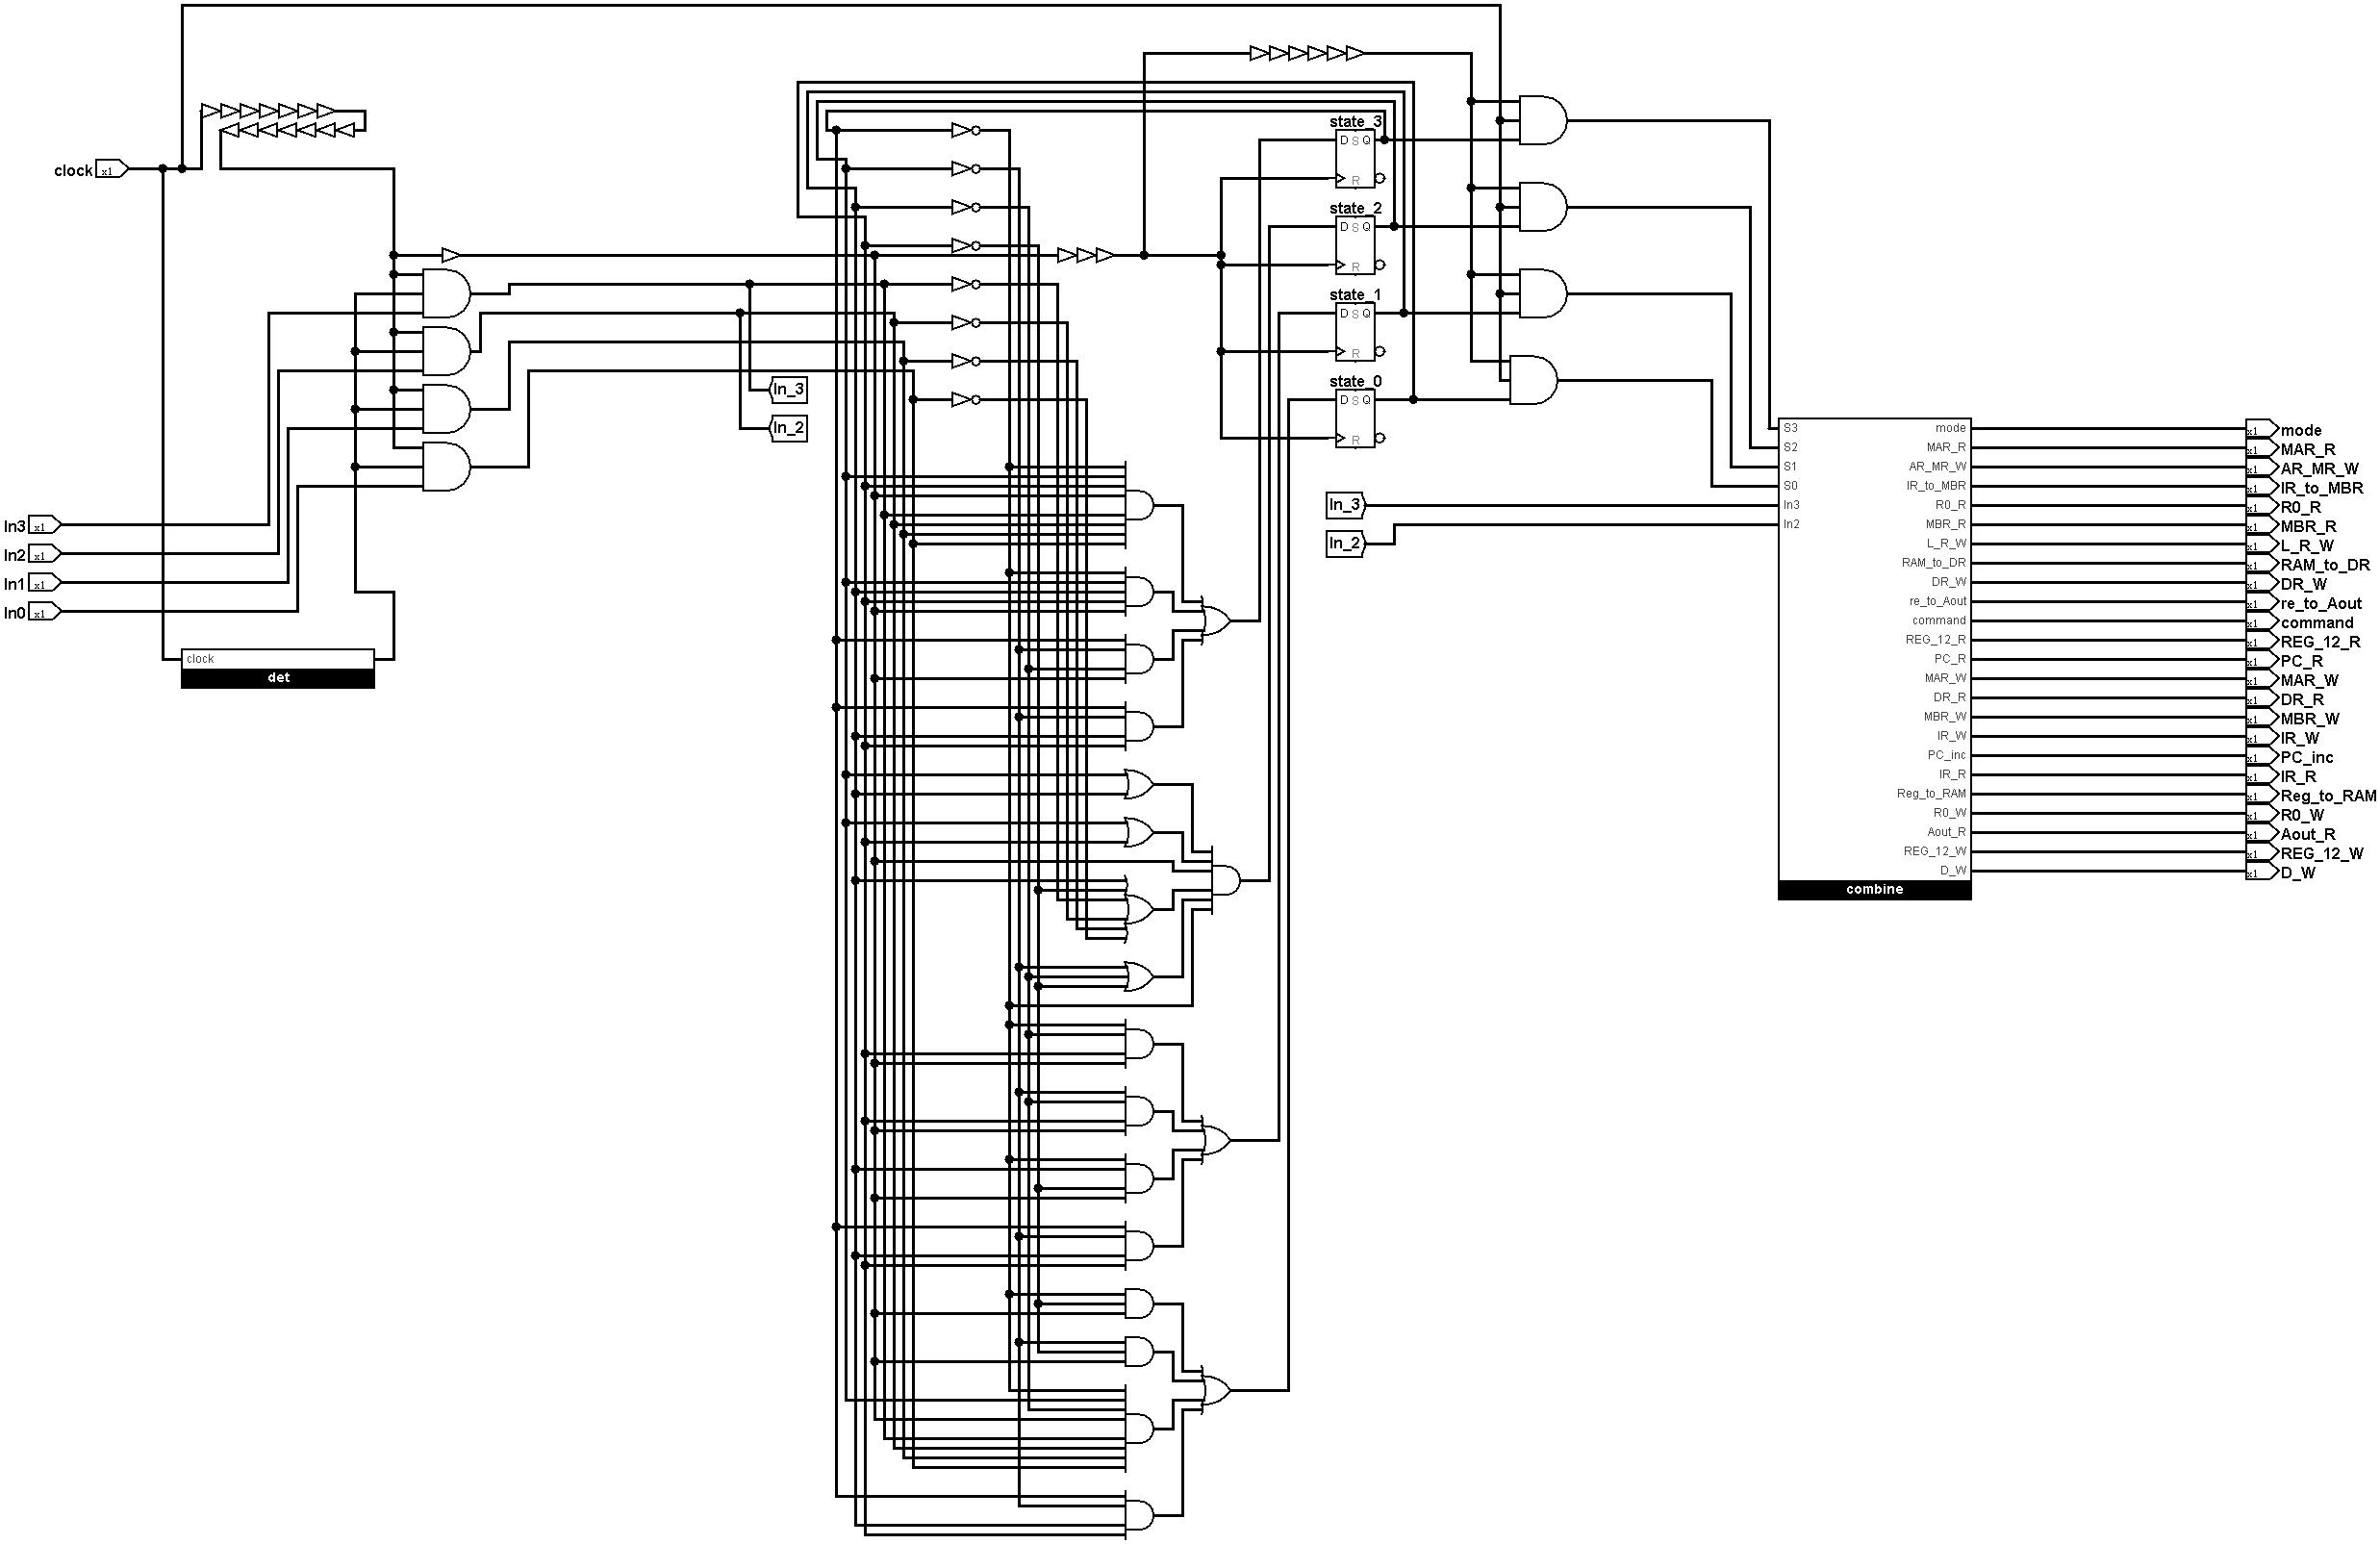 clock x1
In3 x1
In2 x1
In1 x1
In0 x1
clock
det
In_3
In_2
state_3
D S Q
R
state_2
D S Q
R
state_1
D S Q
R
state_0
D S Q
R
In_3
In_2
S3 mode x1 mode
S2 MAR_R x1 MAR_R
S1 AR_MR_W x1 AR_MR_W
S0 IR_to_MBR x1 IR_to_MBR
In3 R0_R x1 R0_R
In2 MBR_R x1 MBR_R
L_R_W x1 L_R_W
RAM_to_DR x1 RAM_to_DR
DR_W x1 DR_W
re_to_Aout x1 re_to_Aout
command x1 command
REG_12_R x1 REG_12_R
PC_R x1 PC_R
MAR_W x1 MAR_W
DR_R x1 DR_R
MBR_W x1 MBR_W
IR_W x1 IR_W
PC_inc x1 PC_inc
IR_R x1 IR_R
Reg_to_RAM x1 Reg_to_RAM
R0_W x1 R0_W
Aout_R x1 Aout_R
REG_12_W x1 REG_12_W
D_W x1 D_W
combine